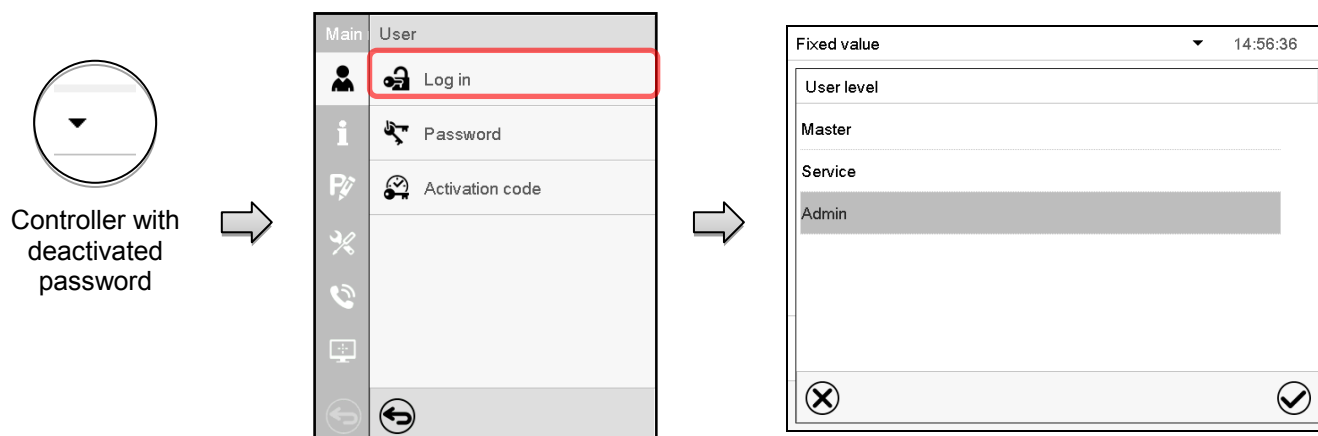 Controller with
deactivated
password
Main
User
Log in
Password
Activation code
Fixed value
14:56:36
User level
Master
Service
Admin